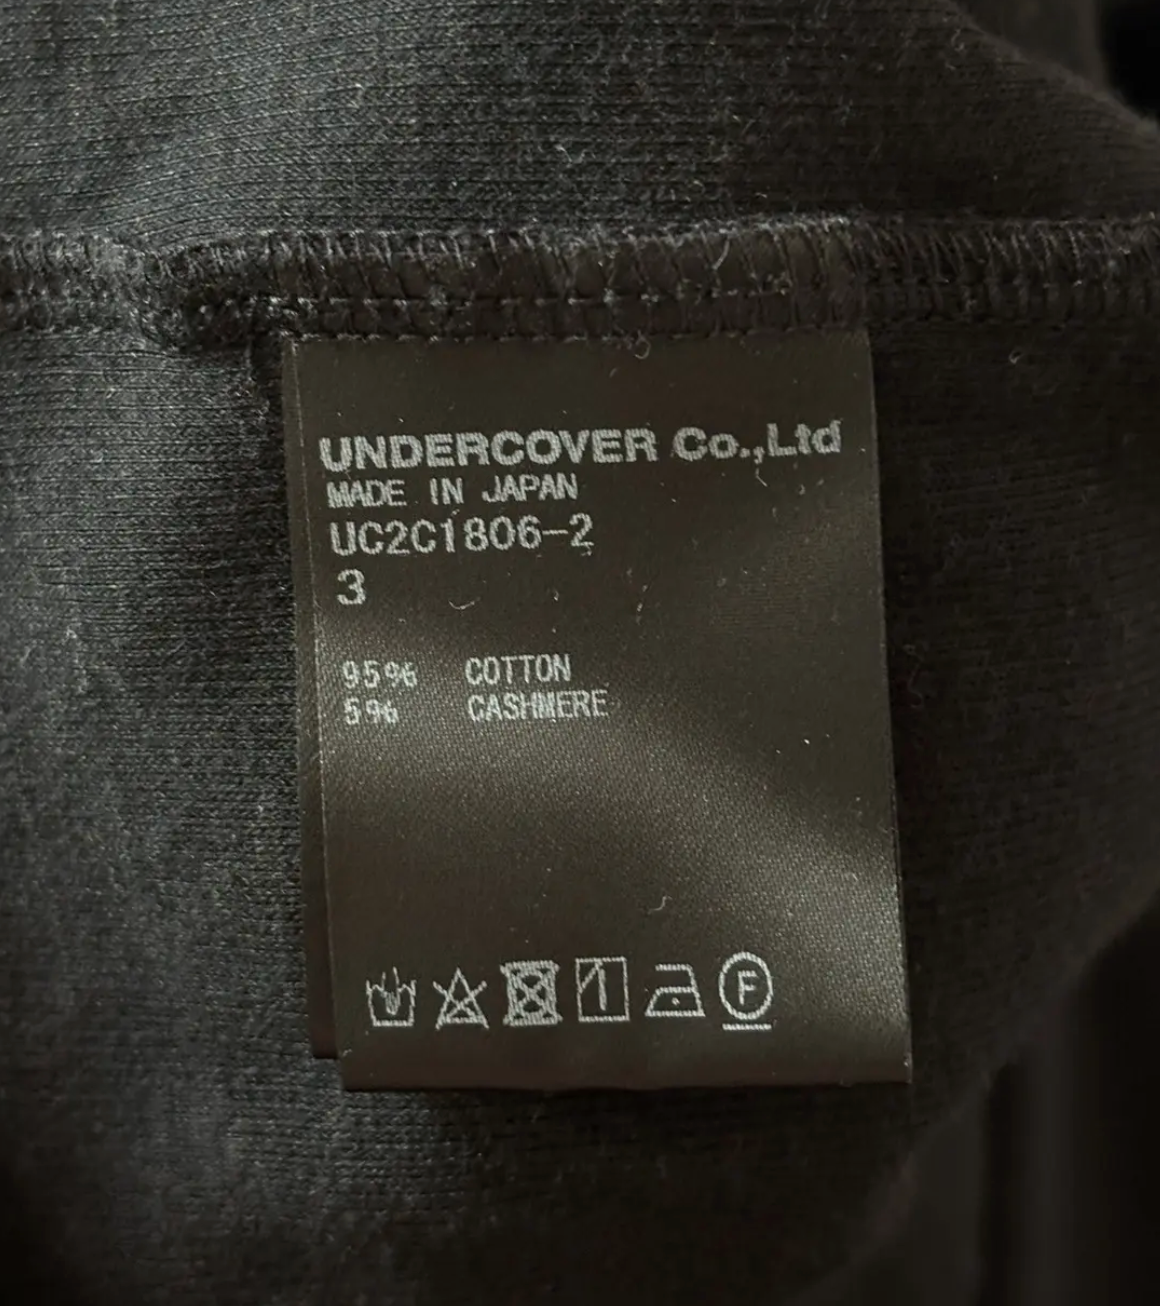 UNDERCOVER Co.,Ltd
MADE IN JAPAN
UC2C1806-2
3
95% COTTON
5% CASHMERE
F